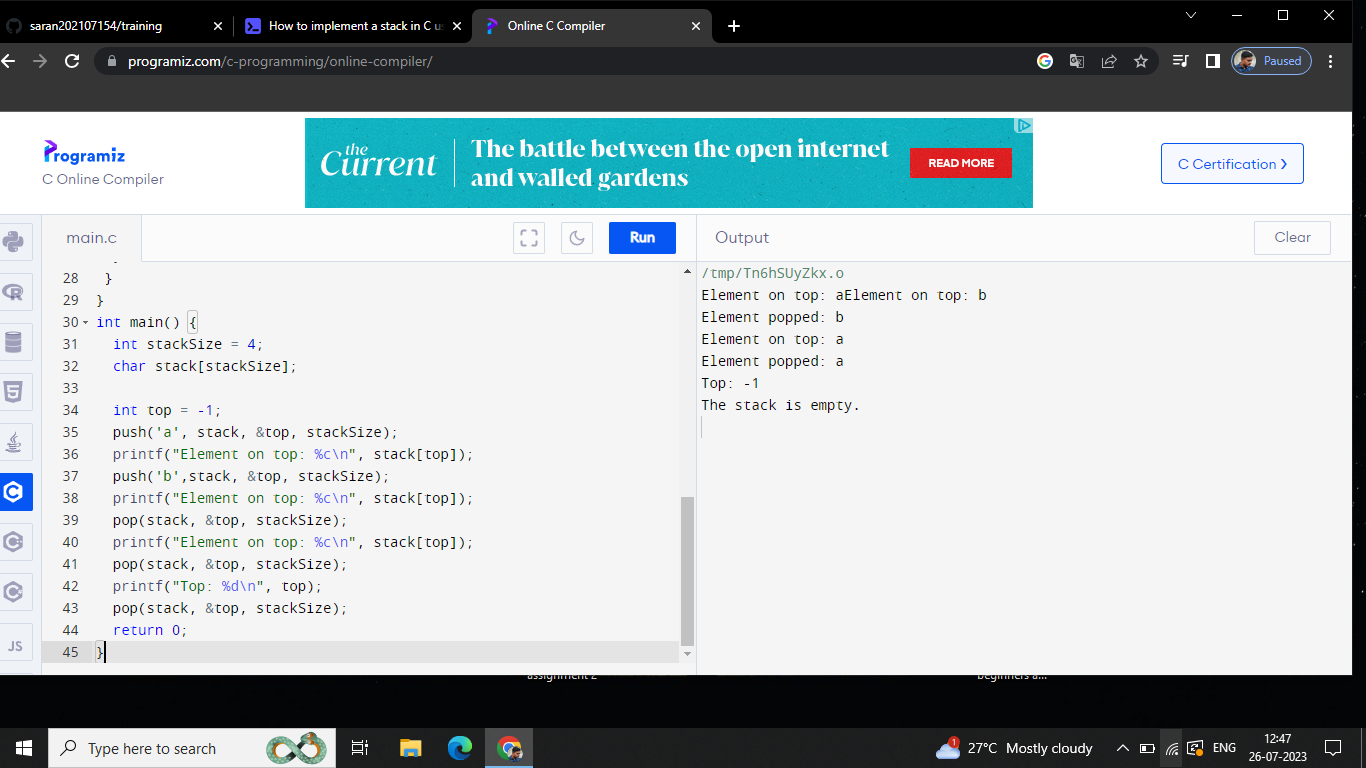 saran202107154/training
How to implement a stack in C us
Online C Compiler
programiz.com/c-programming/online-compiler/
Paused
Programiz
C Online Compiler
the Current
The battle between the open internet
and walled gardens
READ MORE
C Certification
main.c
Run
Output
Clear
28 }
29 }
30 int main() {
31 int stackSize = 4;
32 char stack[stackSize];
33
34 int top = -1;
35 push('a', stack, &top, stackSize);
36 printf("Element on top: %c\n", stack[top]);
37 push('b',stack, &top, stackSize);
38 printf("Element on top: %c\n", stack[top]);
39 pop(stack, &top, stackSize);
40 printf("Element on top: %c\n", stack[top]);
41 pop(stack, &top, stackSize);
42 printf("Top: %d\n", top);
43 pop(stack, &top, stackSize);
44 return 0;
45 }
/tmp/Tn6hSUyZkx.o
Element on top: aElement on top: b
Element popped: b
Element on top: a
Element popped: a
Top: -1
The stack is empty.
JS
assignment 2
beginners a...
Type here to search
1
27°C Mostly cloudy
ENG
12:47
26-07-2023